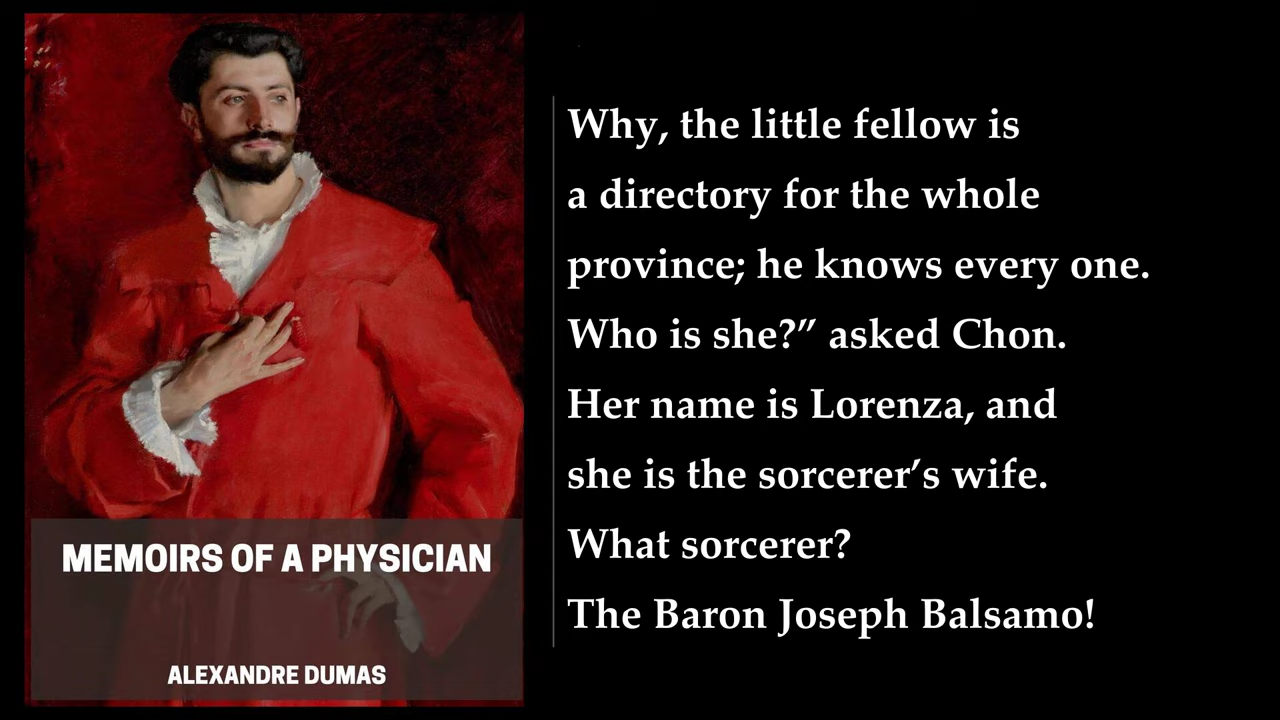 MEMOIRS OF A PHYSICIAN
ALEXANDRE DUMAS
Why, the little fellow is
a directory for the whole
province; he knows every one.
Who is she?” asked Chon.
Her name is Lorenza, and
she is the sorcerer’s wife.
What sorcerer?
The Baron Joseph Balsamo!